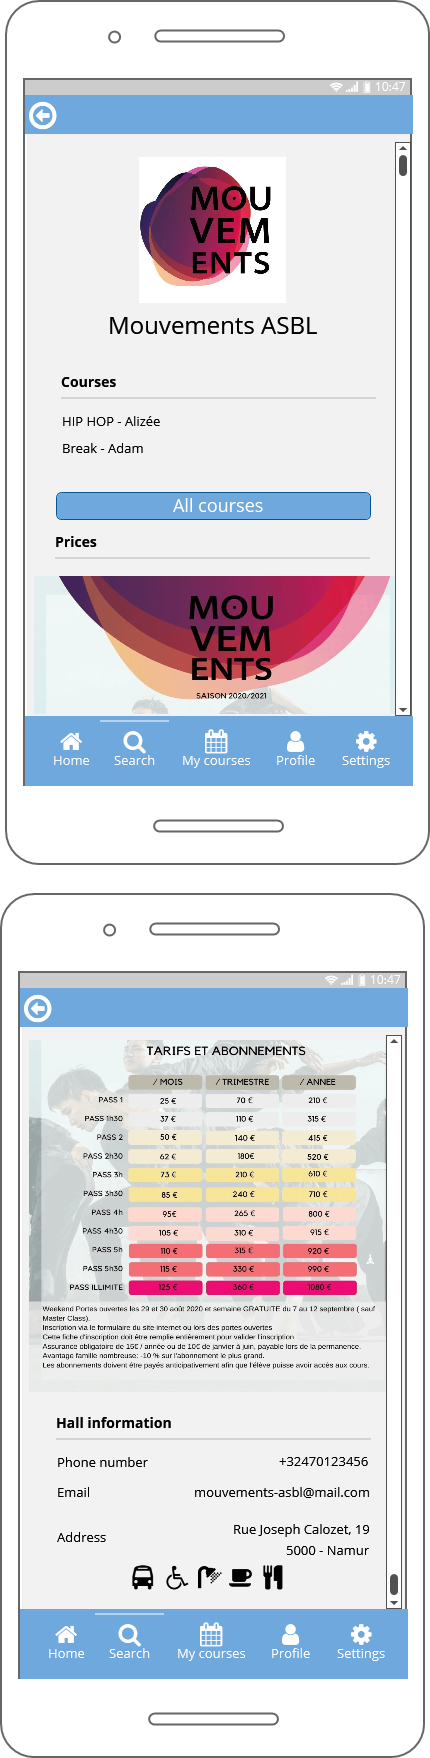 10:47
MOU
VEM
ENTS
Mouvements ASBL
Courses
HIP HOP - Alizée
Break - Adam
All courses
Prices
MOU
VEM
ENTS
SAISON 2020/2021
Home Search My courses Profile Settings
10:47
TARIFS ET ABONNEMENTS
/ MOIS / TRIMESTRE / ANNEE
PASS 1 25 € 70 € 210 €
PASS 1h30 37 € 110 € 315 €
PASS 2 50 € 140 € 415 €
PASS 2h30 62 € 180€ 520 €
PASS 3h 73 € 210 € 610 €
PASS 3h30 85 € 240 € 710 €
PASS 4h 95€ 265 € 800 €
PASS 4h30 105 € 310 € 915 €
PASS 5h 110 € 315 € 920 €
PASS 5h30 115 € 330 € 990 €
PASS ILLIMITE 125 € 360 € 1080 €
Weekend Portes ouvertes les 29 et 30 août 2020 et semaine GRATUITE du 7 au 12 septembre ( sauf
Master Class).
Inscription via le formulaire du site internet ou lors des portes ouvertes
Cette fiche d'inscription doit être remplie entièrement pour valider l'inscription
Assurance obligatoire de 15€ / année ou de 10€ de janvier à juin, payable lors de la permanence.
Avantage famille nombreuse: -10 % sur l'abonnement le plus grand.
Les abonnements doivent être payés anticipativement afin que l'élève puisse avoir accès aux cours.
Hall information
Phone number +32470123456
Email mouvements-asbl@mail.com
Address Rue Joseph Calozet, 19
5000 - Namur
Home Search My courses Profile Settings